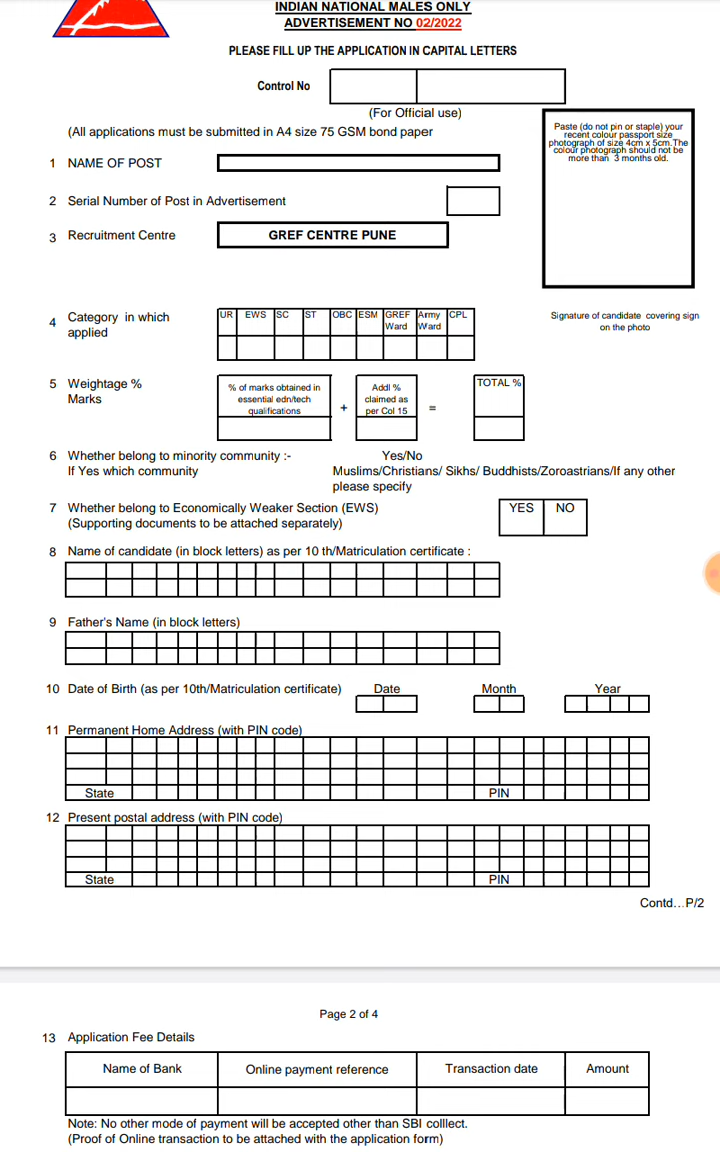 INDIAN NATIONAL MALES ONLY
ADVERTISEMENT NO 02/2022
PLEASE FILL UP THE APPLICATION IN CAPITAL LETTERS
Control No
(For Official use)
(All applications must be submitted in A4 size 75 GSM bond paper
Paste (do not pin or staple) your
recent colour passport size
photograph of size 4cm x 5cm.The
colour photograph should not be
more than 3 months old.
1 NAME OF POST
2 Serial Number of Post in Advertisement
3 Recruitment Centre GREF CENTRE PUNE
Signature of candidate covering sign
on the photo
4 Category in which
applied
UR EWS SC ST OBC ESM GREF Ward Army Ward CPL
5 Weightage %
Marks
% of marks obtained in
essential edn/tech
qualifications
+
Addl %
claimed as
per Col 15
=
TOTAL %
6 Whether belong to minority community :- Yes/No
If Yes which community Muslims/Christians/ Sikhs/ Buddhists/Zoroastrians/If any other
please specify
7 Whether belong to Economically Weaker Section (EWS) YES NO
(Supporting documents to be attached separately)
8 Name of candidate (in block letters) as per 10 th/Matriculation certificate :
9 Father's Name (in block letters)
10 Date of Birth (as per 10th/Matriculation certificate) Date Month Year
11 Permanent Home Address (with PIN code)
State PIN
12 Present postal address (with PIN code)
State PIN
Contd...P/2
Page 2 of 4
13 Application Fee Details
Name of Bank Online payment reference Transaction date Amount
Note: No other mode of payment will be accepted other than SBI colllect.
(Proof of Online transaction to be attached with the application form)